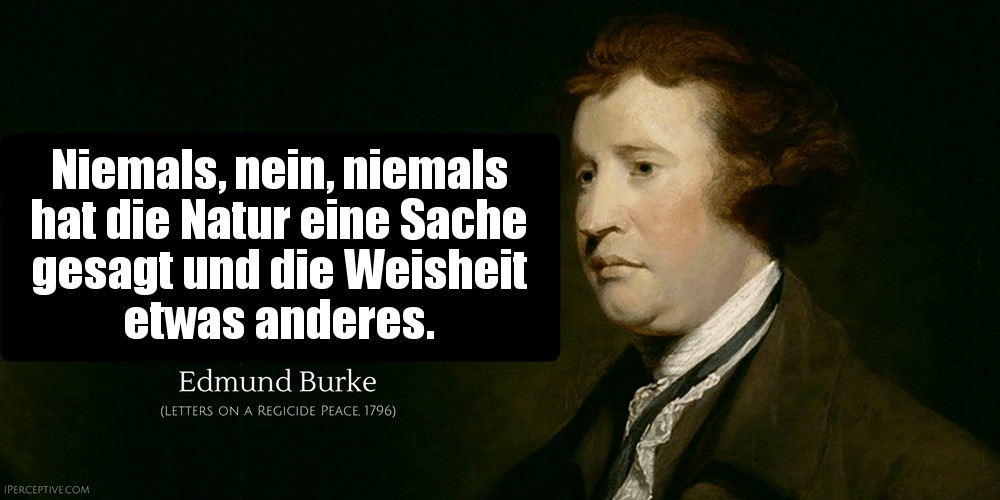 Niemals, nein, niemals
hat die Natur eine Sache
gesagt und die Weisheit
etwas anderes.
Edmund Burke
(Letters on a Regicide Peace, 1796)
iPerceptive.com